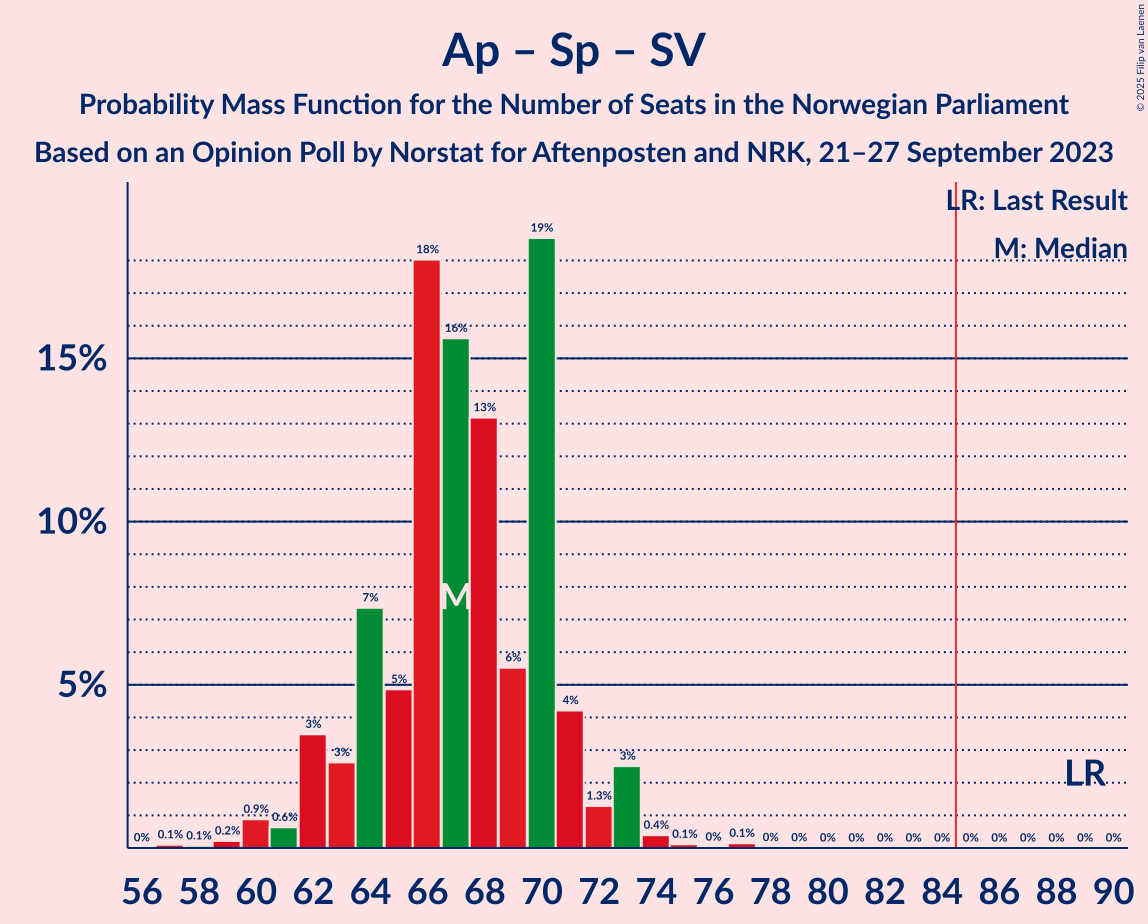 Ap – Sp – SV
Probability Mass Function for the Number of Seats in the Norwegian Parliament
Based on an Opinion Poll by Norstat for Aftenposten and NRK, 21–27 September 2023
© 2025 Filip van Laenen
LR: Last Result
M: Median
15%
10%
5%
0% 0.1% 0.1% 0.2% 0.9% 0.6% 3% 3% 7% 5% 18% 16% 13% 6% 19% 4% 1.3% 3% 0.4% 0.1% 0% 0.1% 0% 0% 0% 0% 0% 0% 0% 0% 0% 0% 0% 0% 0%
M
LR
56 58 60 62 64 66 68 70 72 74 76 78 80 82 84 86 88 90